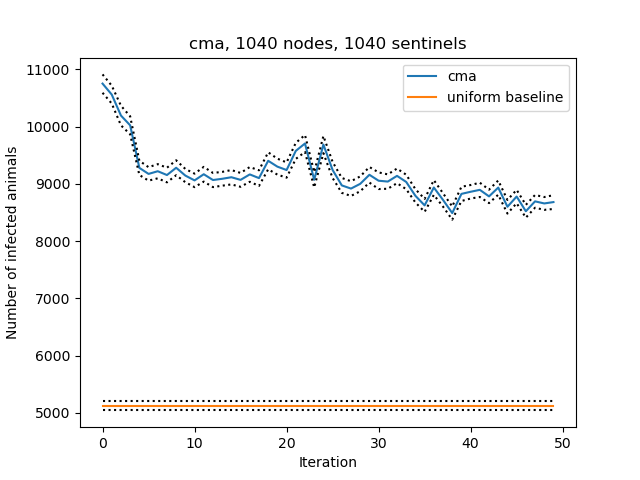 cma, 1040 nodes, 1040 sentinels
cma
uniform baseline
Number of infected animals
11000
10000
9000
8000
7000
6000
5000
0 10 20 30 40 50
Iteration